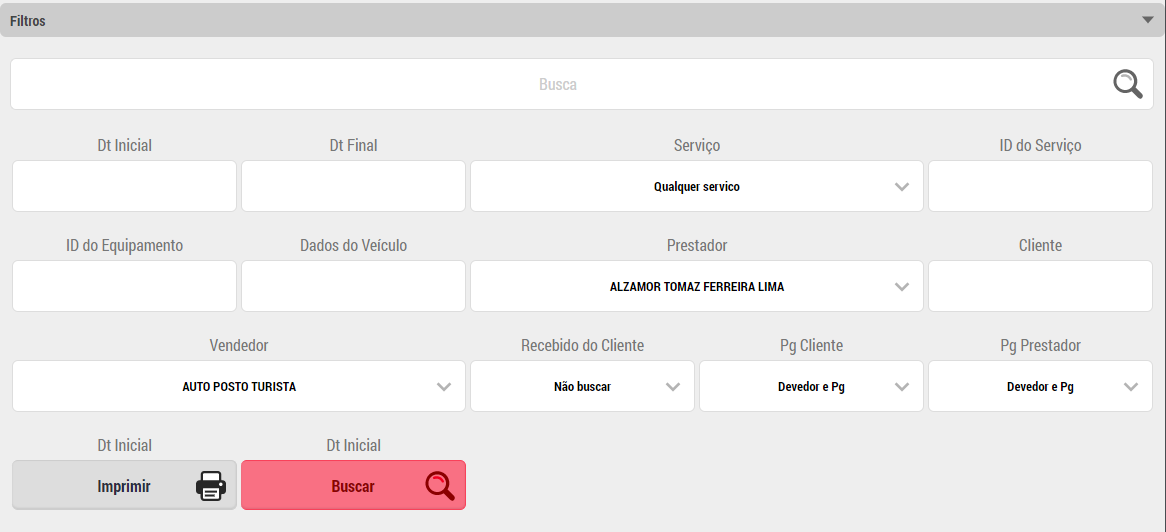 Filtros
Busca
Dt Inicial Dt Final Serviço ID do Serviço
Qualquer servico
ID do Equipamento Dados do Veículo Prestador Cliente
ALZAMOR TOMAZ FERREIRA LIMA
Vendedor Recebido do Cliente Pg Cliente Pg Prestador
AUTO POSTO TURISTA Não buscar Devedor e Pg Devedor e Pg
Dt Inicial Dt Inicial
Imprimir Buscar